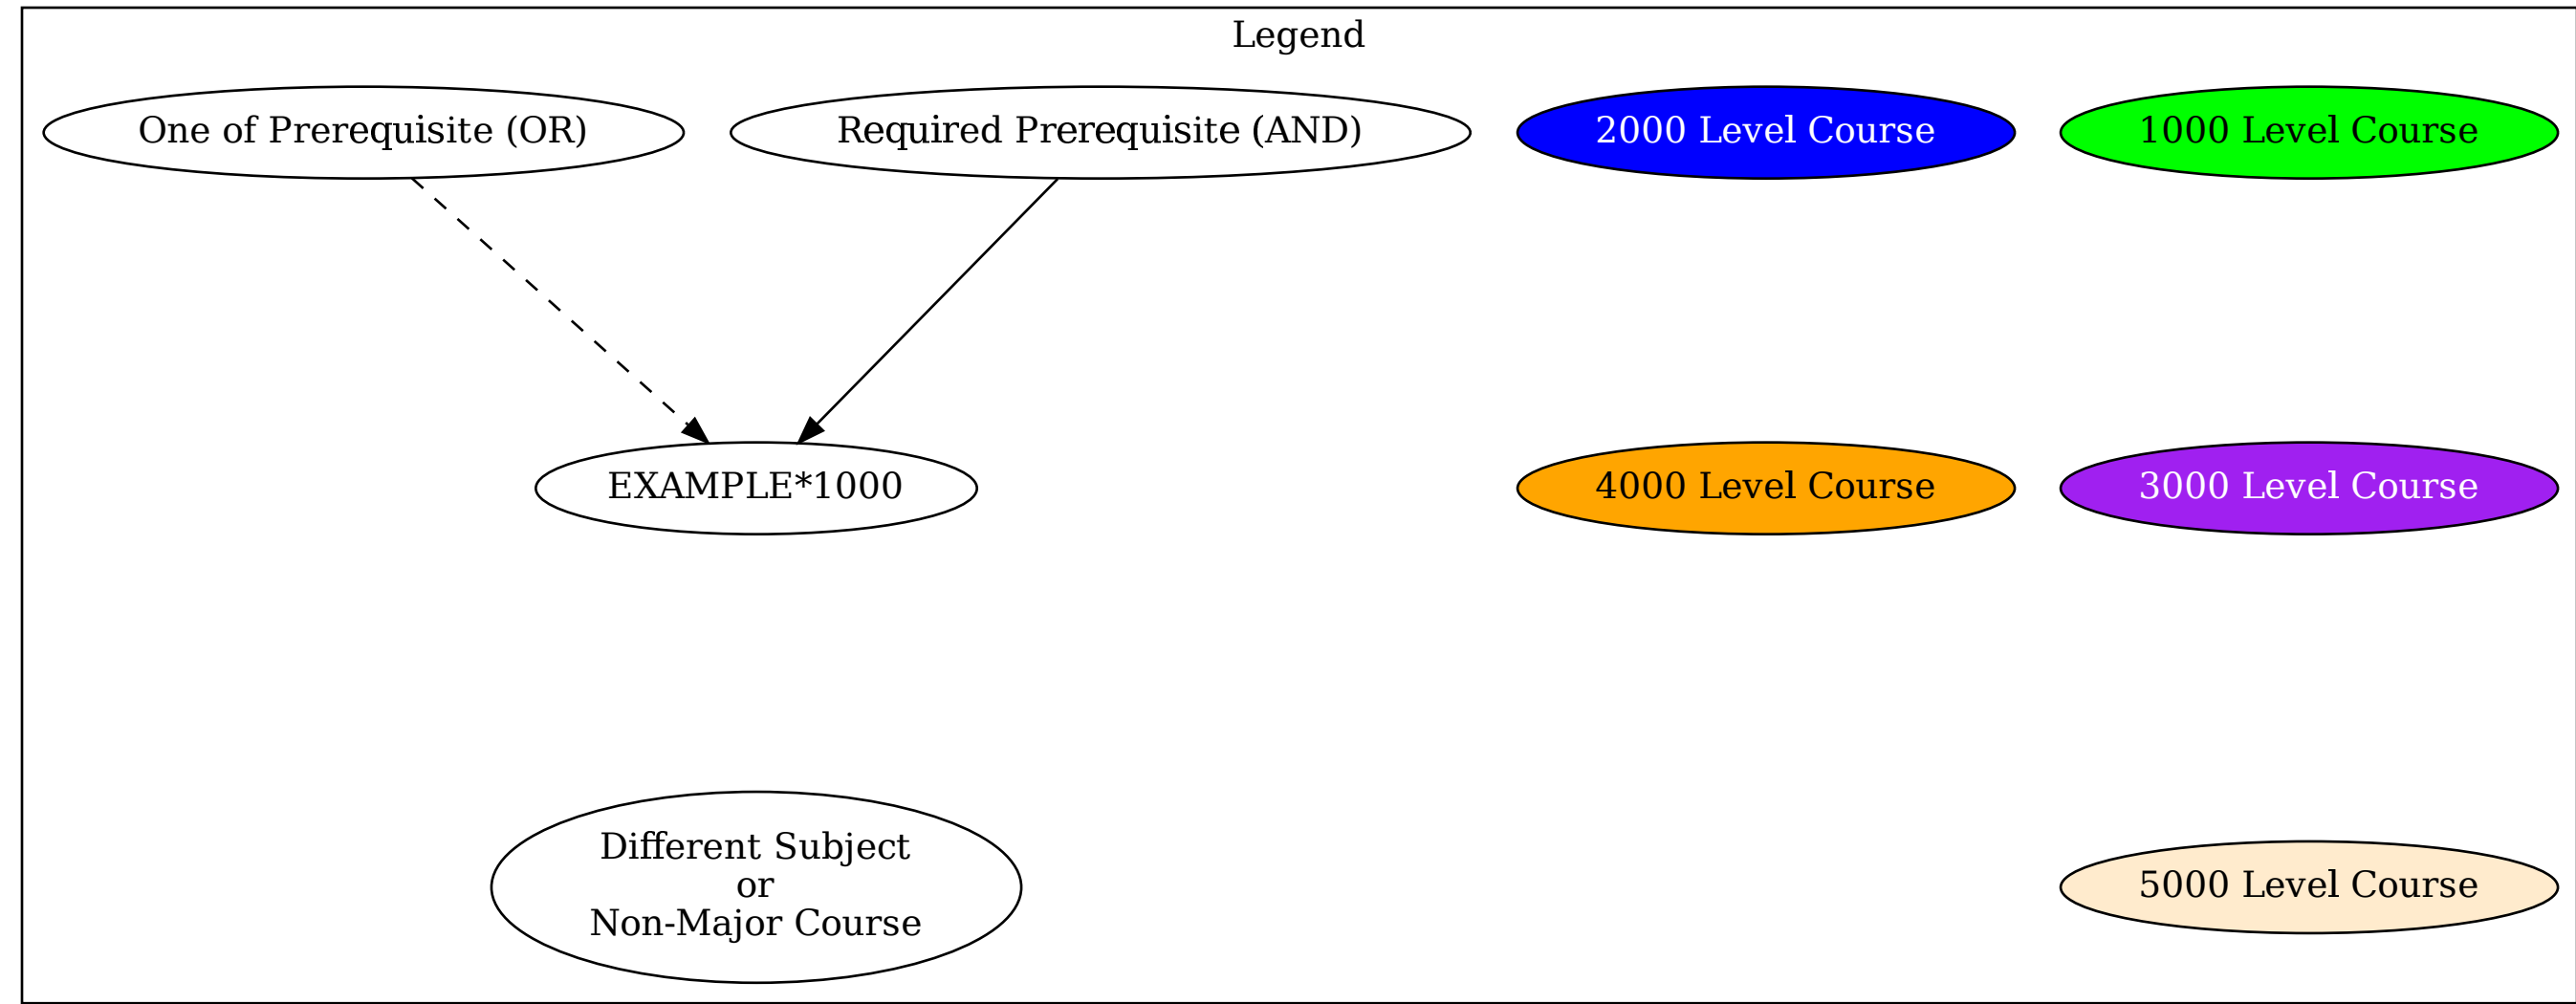 Legend
One of Prerequisite (OR)
Required Prerequisite (AND)
2000 Level Course
1000 Level Course
EXAMPLE*1000
4000 Level Course
3000 Level Course
Different Subject
or
Non-Major Course
5000 Level Course